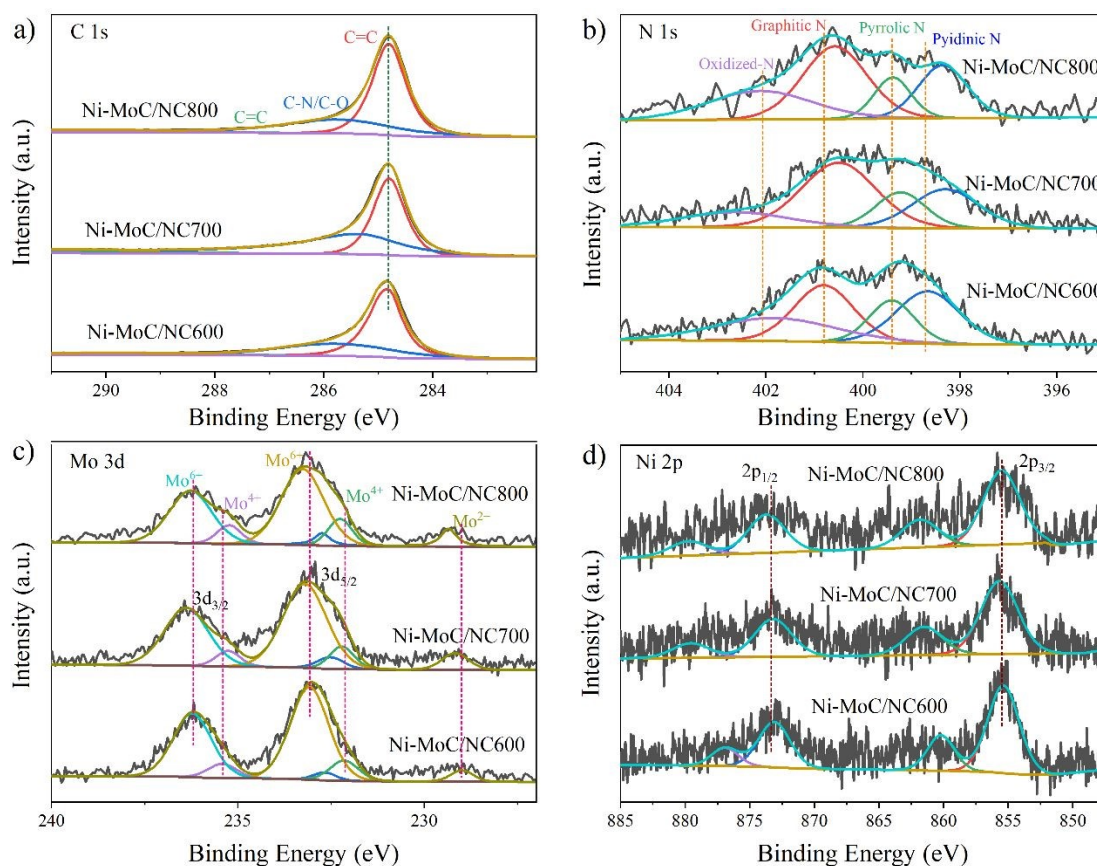 a)
C 1s
C=C
C-N/C-O
C=C
Ni-MoC/NC800
Ni-MoC/NC700
Ni-MoC/NC600
290
288
286
284
Binding Energy (eV)
Intensity (a.u.)
b)
N 1s
Graphitic N
Pyrrolic N
Pyidinic N
Oxidized-N
Ni-MoC/NC800
Ni-MoC/NC700
Ni-MoC/NC600
404
402
400
398
396
Binding Energy (eV)
Intensity (a.u.)
c)
Mo 3d
Mo⁶⁺
Mo⁴⁺
Mo⁶⁺
Mo⁴⁺
Mo²⁺
Ni-MoC/NC800
3d₃/₂
3d₅/₂
Ni-MoC/NC700
Ni-MoC/NC600
240
235
230
Binding Energy (eV)
Intensity (a.u.)
d)
Ni 2p
2p₁/₂
2p₃/₂
Ni-MoC/NC800
Ni-MoC/NC700
Ni-MoC/NC600
885
880
875
870
865
860
855
850
Binding Energy (eV)
Intensity (a.u.)